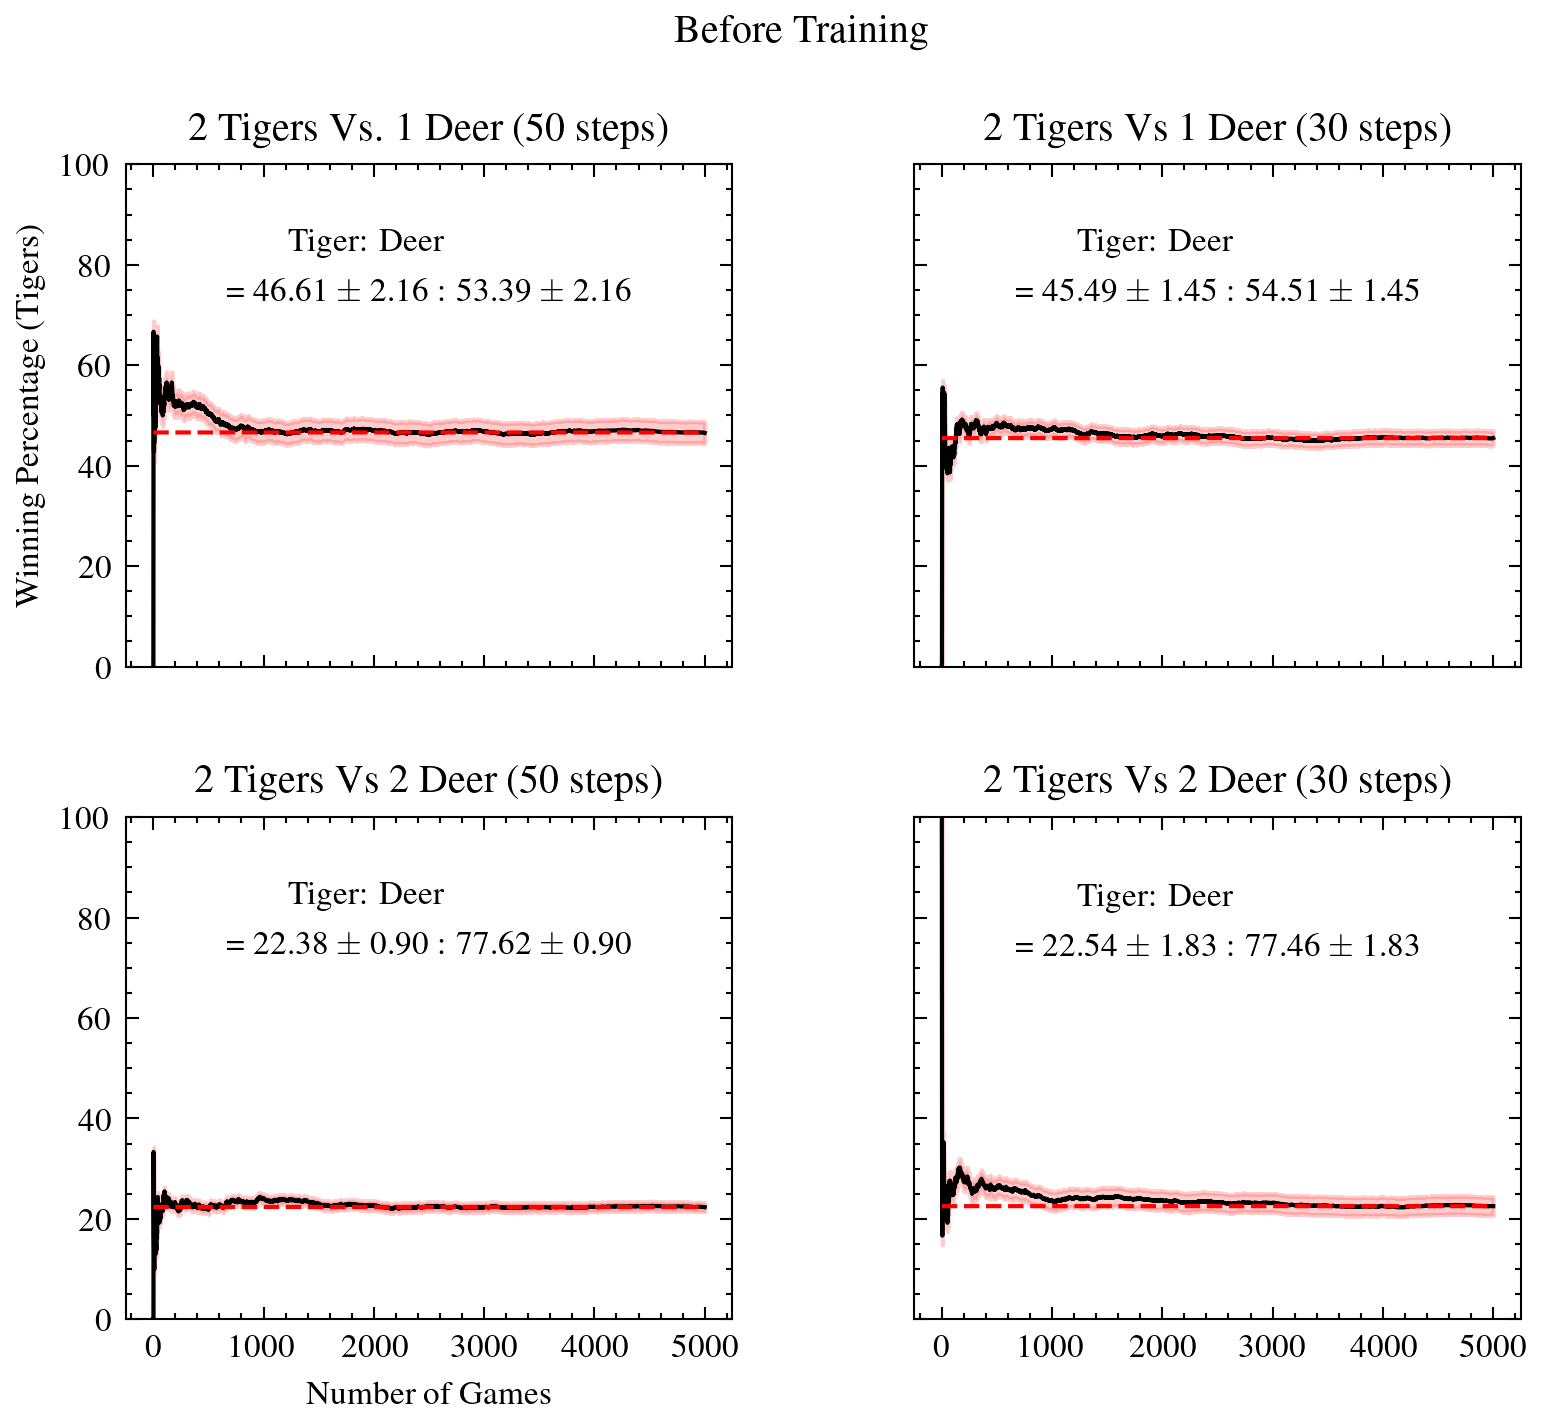 Before Training
2 Tigers Vs. 1 Deer (50 steps)
100
80
60
40
20
0
Winning Percentage (Tigers)
Tiger: Deer
= 46.61 ± 2.16 : 53.39 ± 2.16
2 Tigers Vs 1 Deer (30 steps)
Tiger: Deer
= 45.49 ± 1.45 : 54.51 ± 1.45
2 Tigers Vs 2 Deer (50 steps)
100
80
60
40
20
0
Tiger: Deer
= 22.38 ± 0.90 : 77.62 ± 0.90
0 1000 2000 3000 4000 5000
Number of Games
2 Tigers Vs 2 Deer (30 steps)
Tiger: Deer
= 22.54 ± 1.83 : 77.46 ± 1.83
0 1000 2000 3000 4000 5000